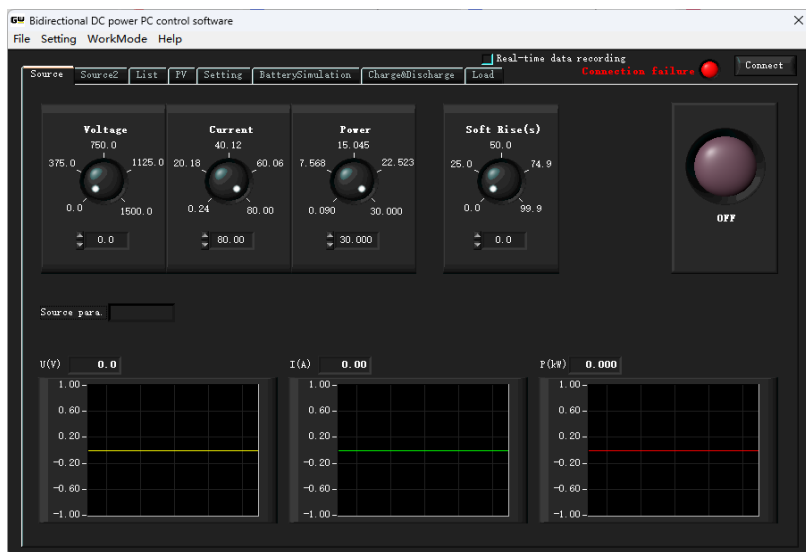 GW Bidirectional DC power PC control software
File Setting WorkMode Help
Real-time data recording
Connection failure
Connect
Source Source2 List PV Setting BatterySimulation Charge&Discharge Load
Voltage
750.0
375.0 1125.0
0.0 1500.0
0.0
Current
40.12
20.18 60.06
0.24 80.00
80.00
Power
15.045
7.568 22.523
0.090 30.000
30.000
Soft Rise(s)
50.0
25.0 74.9
0.0 99.9
0.0
OFF
Source para.
U(V) 0.0
1.00
0.60
0.20
-0.20
-0.60
-1.00
I(A) 0.00
1.00
0.60
0.20
-0.20
-0.60
-1.00
P(kW) 0.000
1.00
0.60
0.20
-0.20
-0.60
-1.00